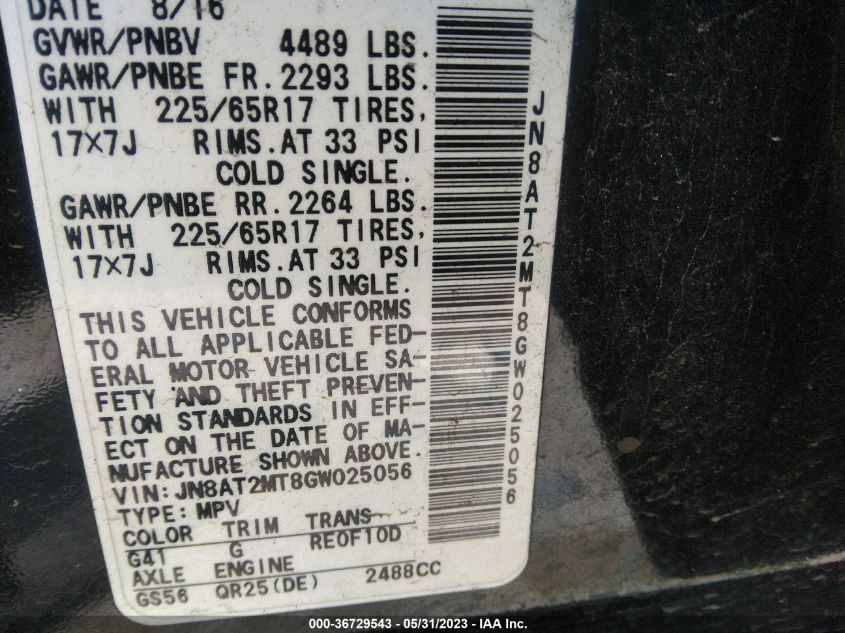 DATE 8/16
GVWR/PNBV 4489 LBS.
GAWR/PNBE FR. 2293 LBS.
WITH 225/65R17 TIRES,
17X7J RIMS. AT 33 PSI
COLD SINGLE.
GAWR/PNBE RR. 2264 LBS.
WITH 225/65R17 TIRES,
17X7J RIMS. AT 33 PSI
COLD SINGLE.
THIS VEHICLE CONFORMS
TO ALL APPLICABLE FED-
ERAL MOTOR VEHICLE SA-
FETY AND THEFT PREVEN-
TION STANDARDS IN EFF-
ECT ON THE DATE OF MA-
NUFACTURE SHOWN ABOVE.
VIN: JN8AT2MT8GW025056
TYPE: MPV
COLOR TRIM TRANS
G41 G RE0F10D
AXLE ENGINE
GS56 QR25(DE) 2488CC
JN8AT2MT8GW025056
000-36729543 / 05/31/2023 / IAA Inc.